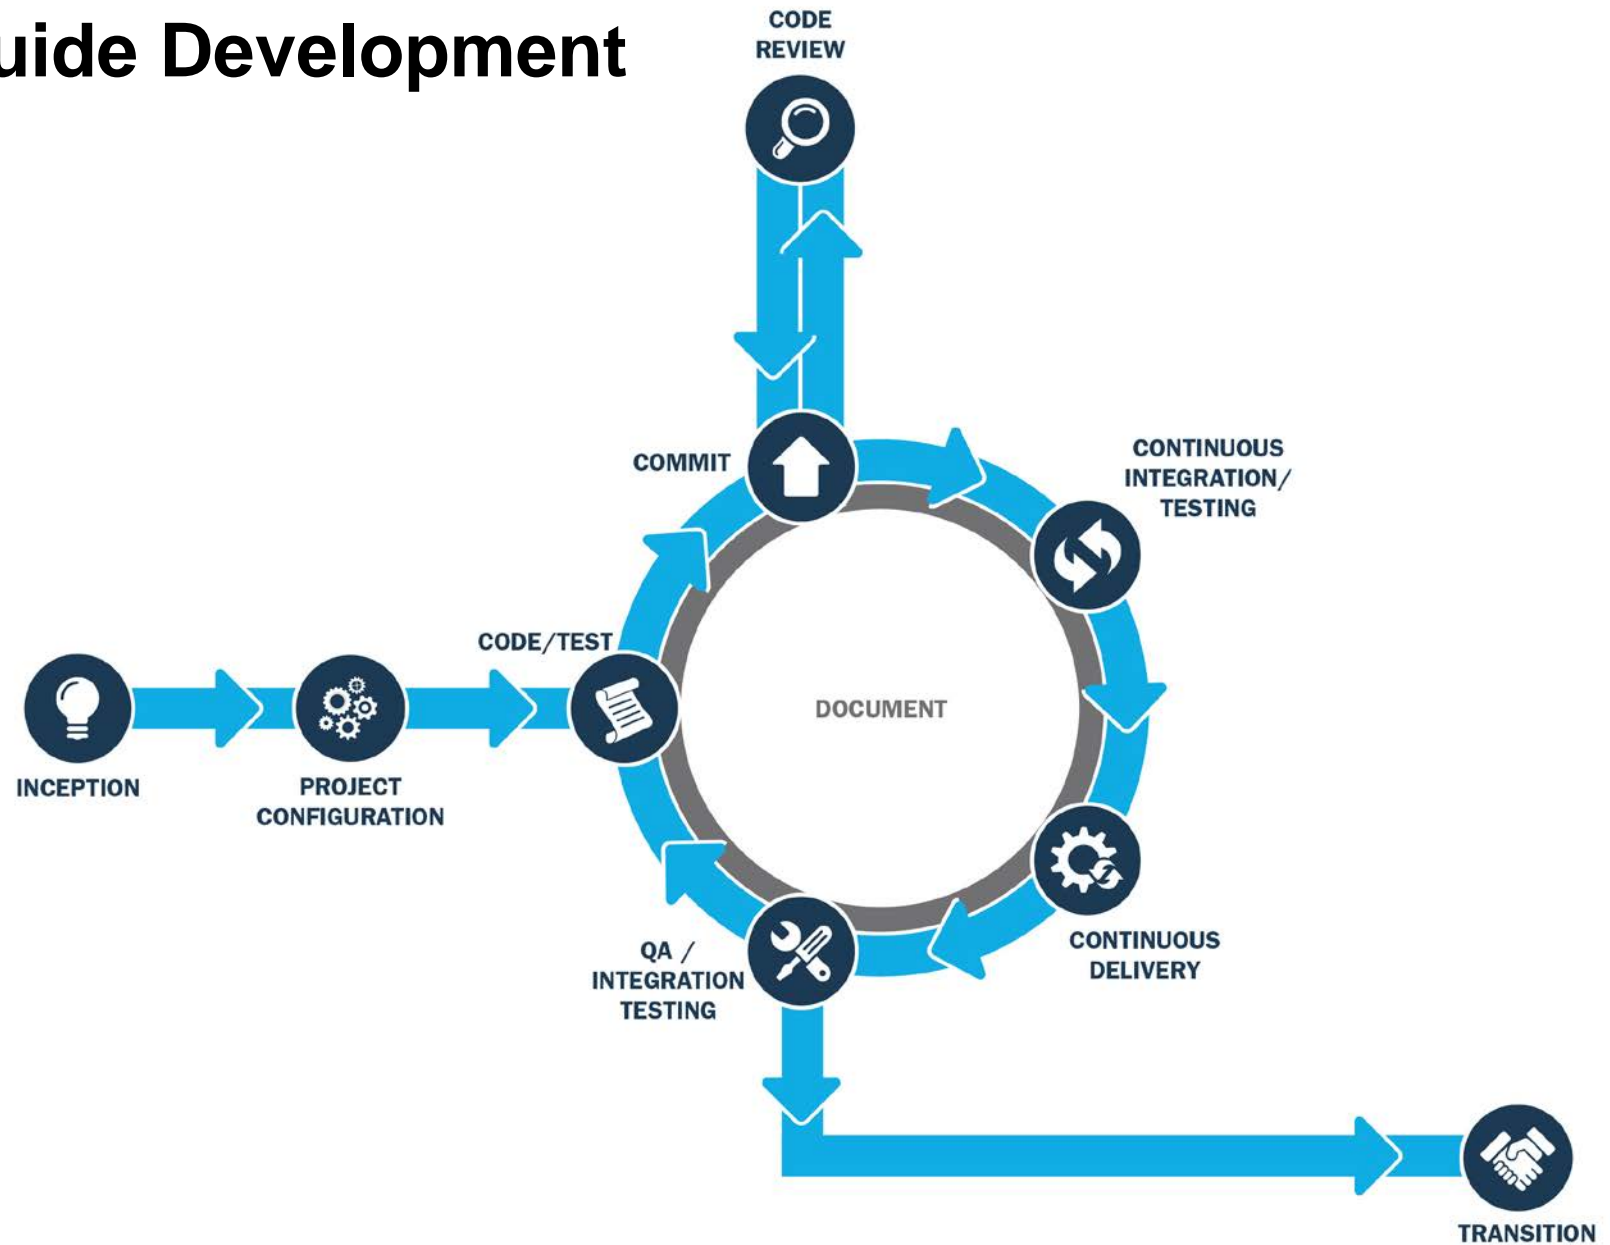 uide Development
CODE
REVIEW
COMMIT
CONTINUOUS
INTEGRATION/
TESTING
CODE/TEST
DOCUMENT
INCEPTION
PROJECT
CONFIGURATION
QA /
INTEGRATION
TESTING
CONTINUOUS
DELIVERY
TRANSITION